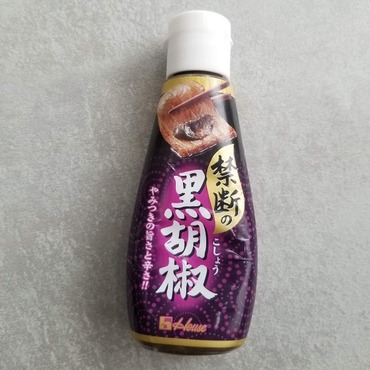 禁断の
黒胡椒
こしょう
やみつきの旨さと辛さ!!
House